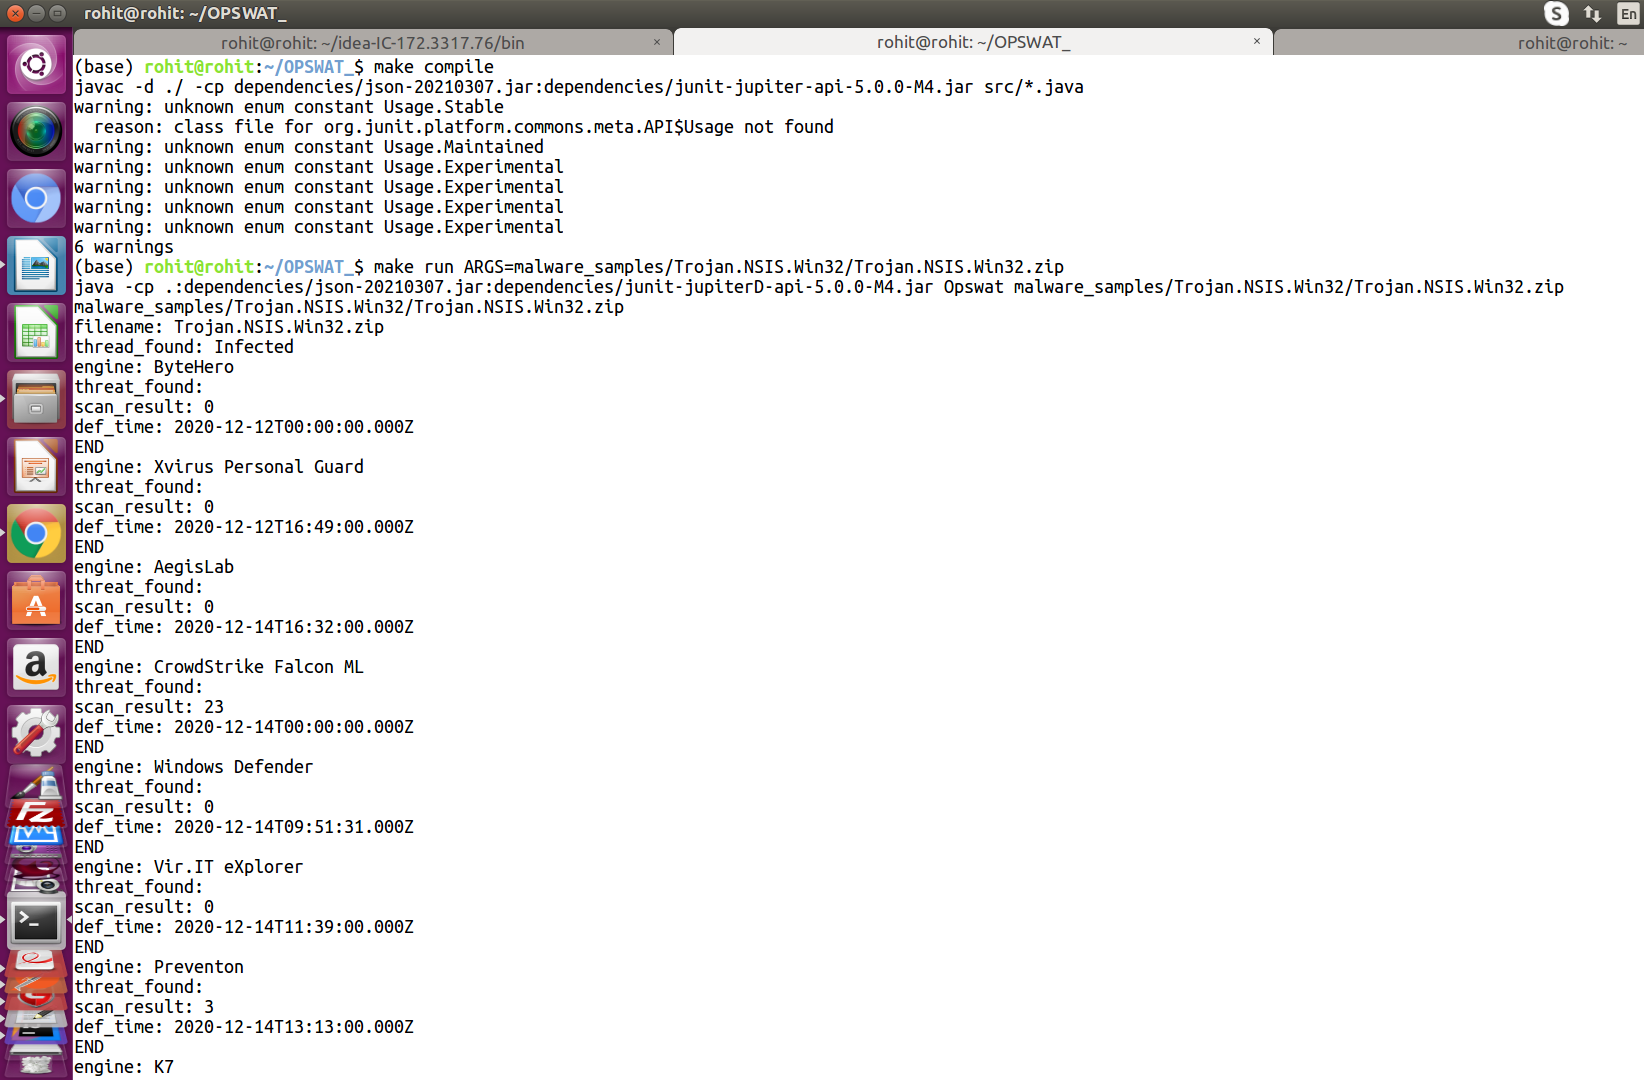 rohit@rohit: ~/OPSWAT_
S
En
rohit@rohit: ~/idea-IC-172.3317.76/bin ×
rohit@rohit: ~/OPSWAT_ ×
rohit@rohit: ~
(base) rohit@rohit:~/OPSWAT_$ make compile
javac -d ./ -cp dependencies/json-20210307.jar:dependencies/junit-jupiter-api-5.0.0-M4.jar src/*.java
warning: unknown enum constant Usage.Stable
  reason: class file for org.junit.platform.commons.meta.API$Usage not found
warning: unknown enum constant Usage.Maintained
warning: unknown enum constant Usage.Experimental
warning: unknown enum constant Usage.Experimental
warning: unknown enum constant Usage.Experimental
warning: unknown enum constant Usage.Experimental
6 warnings
(base) rohit@rohit:~/OPSWAT_$ make run ARGS=malware_samples/Trojan.NSIS.Win32/Trojan.NSIS.Win32.zip
java -cp .:dependencies/json-20210307.jar:dependencies/junit-jupiterD-api-5.0.0-M4.jar Opswat malware_samples/Trojan.NSIS.Win32/Trojan.NSIS.Win32.zip
malware_samples/Trojan.NSIS.Win32/Trojan.NSIS.Win32.zip
filename: Trojan.NSIS.Win32.zip
thread_found: Infected
engine: ByteHero
threat_found:
scan_result: 0
def_time: 2020-12-12T00:00:00.000Z
END
engine: Xvirus Personal Guard
threat_found:
scan_result: 0
def_time: 2020-12-12T16:49:00.000Z
END
engine: AegisLab
threat_found:
scan_result: 0
def_time: 2020-12-14T16:32:00.000Z
END
engine: CrowdStrike Falcon ML
threat_found:
scan_result: 23
def_time: 2020-12-14T00:00:00.000Z
END
engine: Windows Defender
threat_found:
scan_result: 0
def_time: 2020-12-14T09:51:31.000Z
END
engine: Vir.IT eXplorer
threat_found:
scan_result: 0
def_time: 2020-12-14T11:39:00.000Z
END
engine: Preventon
threat_found:
scan_result: 3
def_time: 2020-12-14T13:13:00.000Z
END
engine: K7